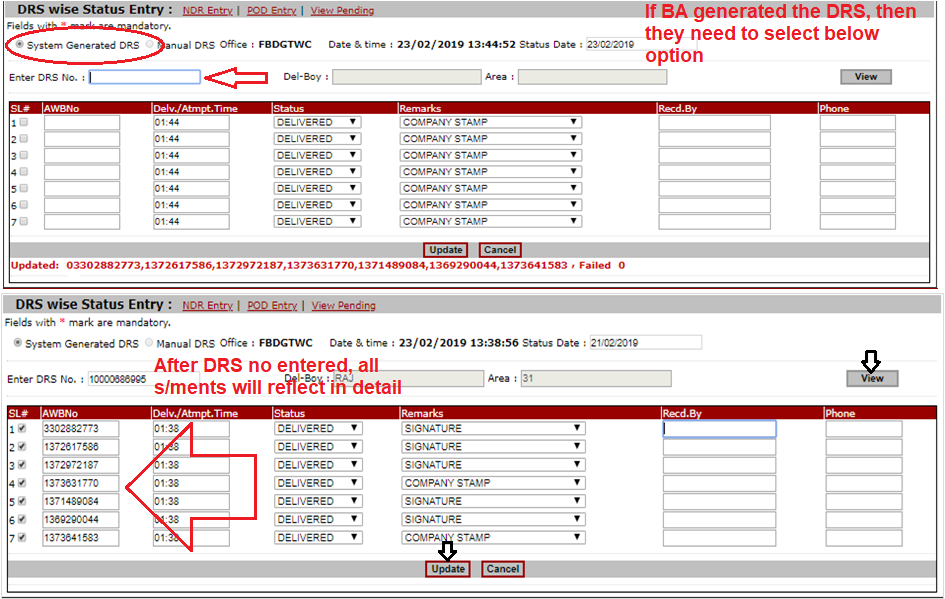 DRS wise Status Entry : NDR Entry | POD Entry | View Pending
If BA generated the DRS, then
they need to select below
option
Fields with * mark are mandatory.
System Generated DRS Manual DRS Office : FBDGTWC Date & time : 23/02/2019 13:44:52 Status Date : 23/02/2019
Enter DRS No. : Del-Boy : Area : View
SL# AWBNo Delv./Atmpt.Time Status Remarks Recd.By Phone
1 01:44 DELIVERED COMPANY STAMP
2 01:44 DELIVERED COMPANY STAMP
3 01:44 DELIVERED COMPANY STAMP
4 01:44 DELIVERED COMPANY STAMP
5 01:44 DELIVERED COMPANY STAMP
6 01:44 DELIVERED COMPANY STAMP
7 01:44 DELIVERED COMPANY STAMP
Update Cancel
Updated: 03302882773,1372617586,1372972187,1373631770,1371489084,1369290044,1373641583 , Failed 0
DRS wise Status Entry : NDR Entry | POD Entry | View Pending
Fields with * mark are mandatory.
System Generated DRS Manual DRS Office : FBDGTWC Date & time : 23/02/2019 13:38:56 Status Date : 21/02/2019
After DRS no entered, all
s/ments will reflect in detail
Enter DRS No. : 10000686995 Del-Boy : RAJ Area : 31 View
SL# AWBNo Delv./Atmpt.Time Status Remarks Recd.By Phone
1 3302882773 01:38 DELIVERED SIGNATURE
2 1372617586 01:38 DELIVERED SIGNATURE
3 1372972187 01:38 DELIVERED SIGNATURE
4 1373631770 01:38 DELIVERED COMPANY STAMP
5 1371489084 01:38 DELIVERED SIGNATURE
6 1369290044 01:38 DELIVERED SIGNATURE
7 1373641583 01:38 DELIVERED COMPANY STAMP
Update Cancel